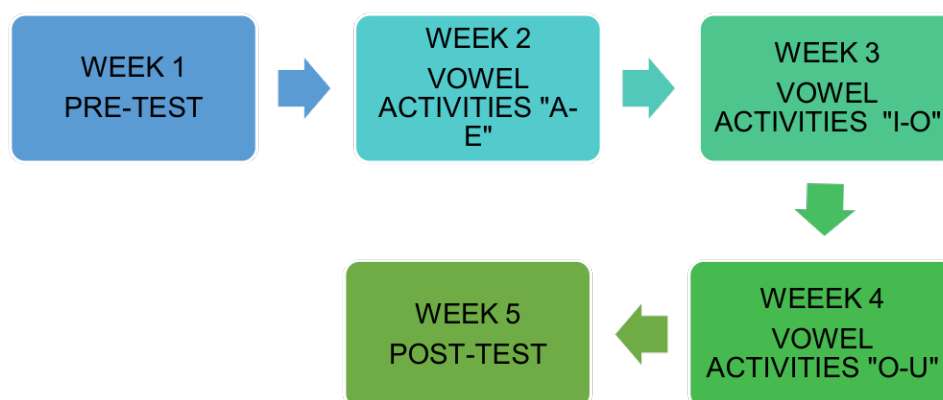 WEEK 1
PRE-TEST
WEEK 2
VOWEL
ACTIVITIES "A-
E"
WEEK 3
VOWEL
ACTIVITIES "I-O"
WEEEK 4
VOWEL
ACTIVITIES "O-U"
WEEK 5
POST-TEST